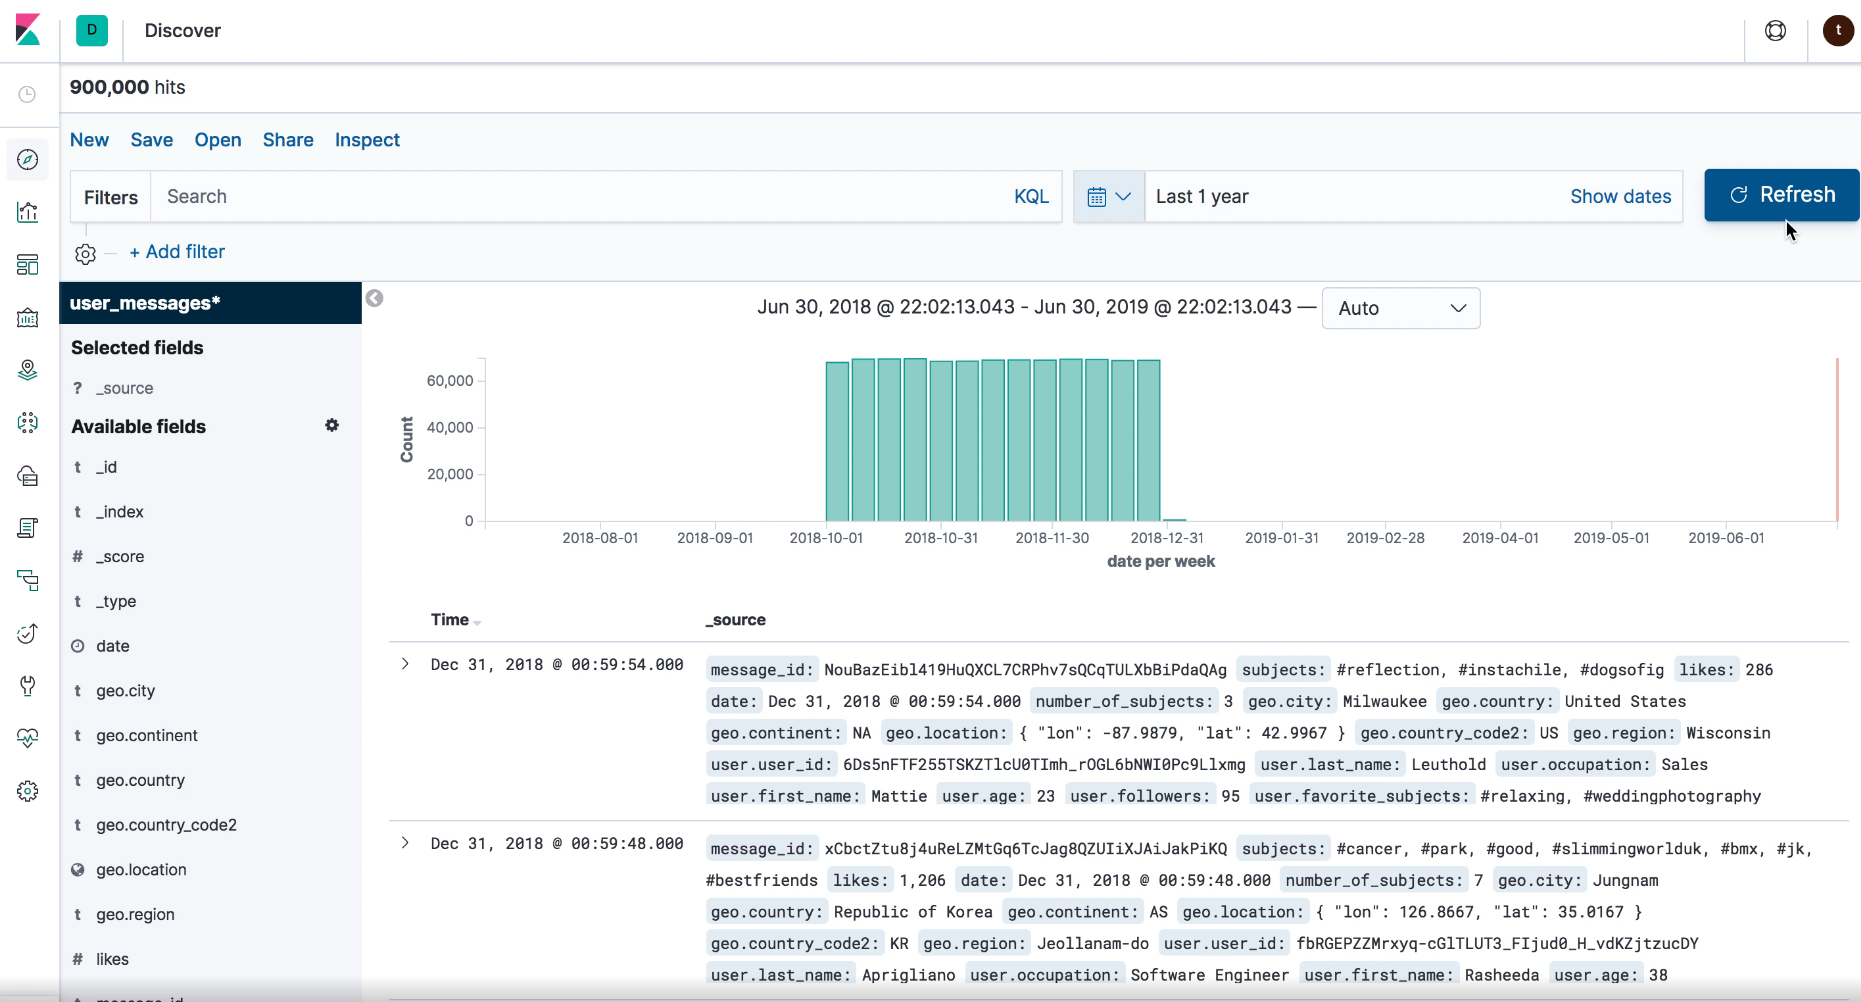 D Discover t
900,000 hits
New Save Open Share Inspect
Filters Search KQL Last 1 year Show dates Refresh
+ Add filter
user_messages*
Selected fields
? _source
Available fields
t _id
t _index
# _score
t _type
date
t geo.city
t geo.continent
t geo.country
t geo.country_code2
geo.location
t geo.region
# likes
Jun 30, 2018 @ 22:02:13.043 - Jun 30, 2019 @ 22:02:13.043 — Auto
Count
60,000
40,000
20,000
0
2018-08-01 2018-09-01 2018-10-01 2018-10-31 2018-11-30 2018-12-31 2019-01-31 2019-02-28 2019-04-01 2019-05-01 2019-06-01
date per week
Time _source
Dec 31, 2018 @ 00:59:54.000
message_id: NouBazEibl419HuQXCL7CRPhv7sQCqTULXbBiPdaQAg subjects: #reflection, #instachile, #dogsofig likes: 286
date: Dec 31, 2018 @ 00:59:54.000 number_of_subjects: 3 geo.city: Milwaukee geo.country: United States
geo.continent: NA geo.location: { "lon": -87.9879, "lat": 42.9967 } geo.country_code2: US geo.region: Wisconsin
user.user_id: 6Ds5nFTF255TSKZTlcU0TImh_rOGL6bNWI0Pc9Llxmg user.last_name: Leuthold user.occupation: Sales
user.first_name: Mattie user.age: 23 user.followers: 95 user.favorite_subjects: #relaxing, #weddingphotography
Dec 31, 2018 @ 00:59:48.000
message_id: xCbctZtu8j4uReLZMtGq6TcJag8QZUIiXJAiJakPiKQ subjects: #cancer, #park, #good, #slimmingworlduk, #bmx, #jk,
#bestfriends likes: 1,206 date: Dec 31, 2018 @ 00:59:48.000 number_of_subjects: 7 geo.city: Jungnam
geo.country: Republic of Korea geo.continent: AS geo.location: { "lon": 126.8667, "lat": 35.0167 }
geo.country_code2: KR geo.region: Jeollanam-do user.user_id: fbRGEPZZMrxyq-cGlTLUT3_FIjud0_H_vdKZjtzucDY
user.last_name: Aprigliano user.occupation: Software Engineer user.first_name: Rasheeda user.age: 38